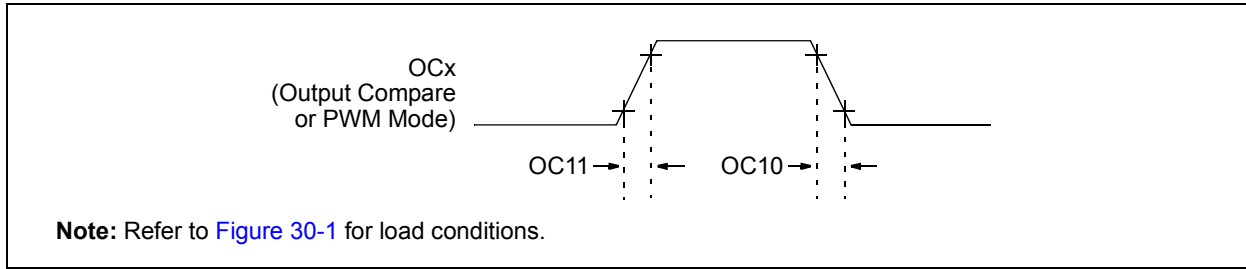 OCx
(Output Compare
or PWM Mode)
OC11 OC10
Note: Refer to Figure 30-1 for load conditions.